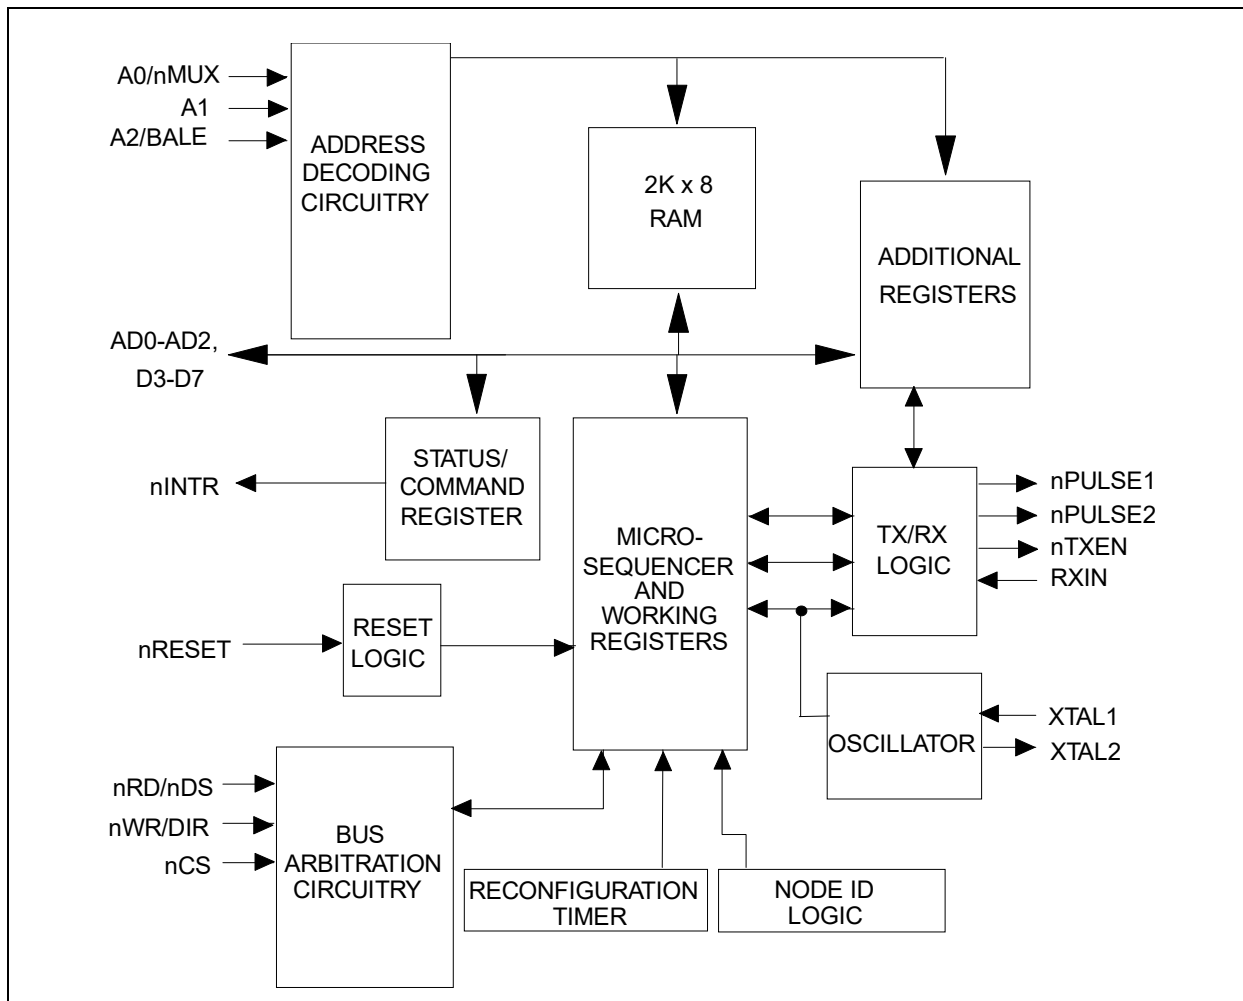 A0/nMUX
A1
A2/BALE
ADDRESS
DECODING
CIRCUITRY
2K x 8
RAM
ADDITIONAL
REGISTERS
AD0-AD2,
D3-D7
nINTR
STATUS/
COMMAND
REGISTER
MICRO-
SEQUENCER
AND
WORKING
REGISTERS
TX/RX
LOGIC
nPULSE1
nPULSE2
nTXEN
RXIN
nRESET
RESET
LOGIC
OSCILLATOR
XTAL1
XTAL2
nRD/nDS
nWR/DIR
nCS
BUS
ARBITRATION
CIRCUITRY
RECONFIGURATION
TIMER
NODE ID
LOGIC